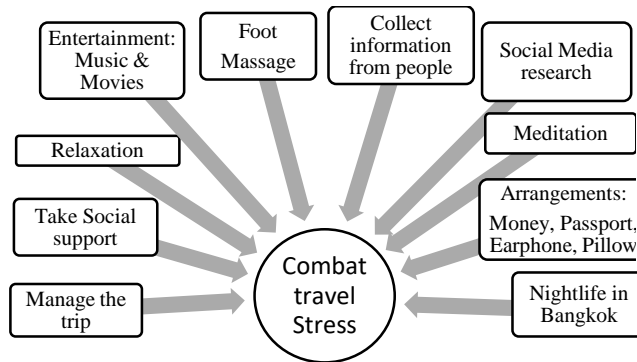 Entertainment:
Music &
Movies
Foot
Massage
Collect
information
from people
Social Media
research
Relaxation
Meditation
Take Social
support
Arrangements:
Money, Passport,
Earphone, Pillow
Manage the
trip
Combat
travel
Stress
Nightlife in
Bangkok